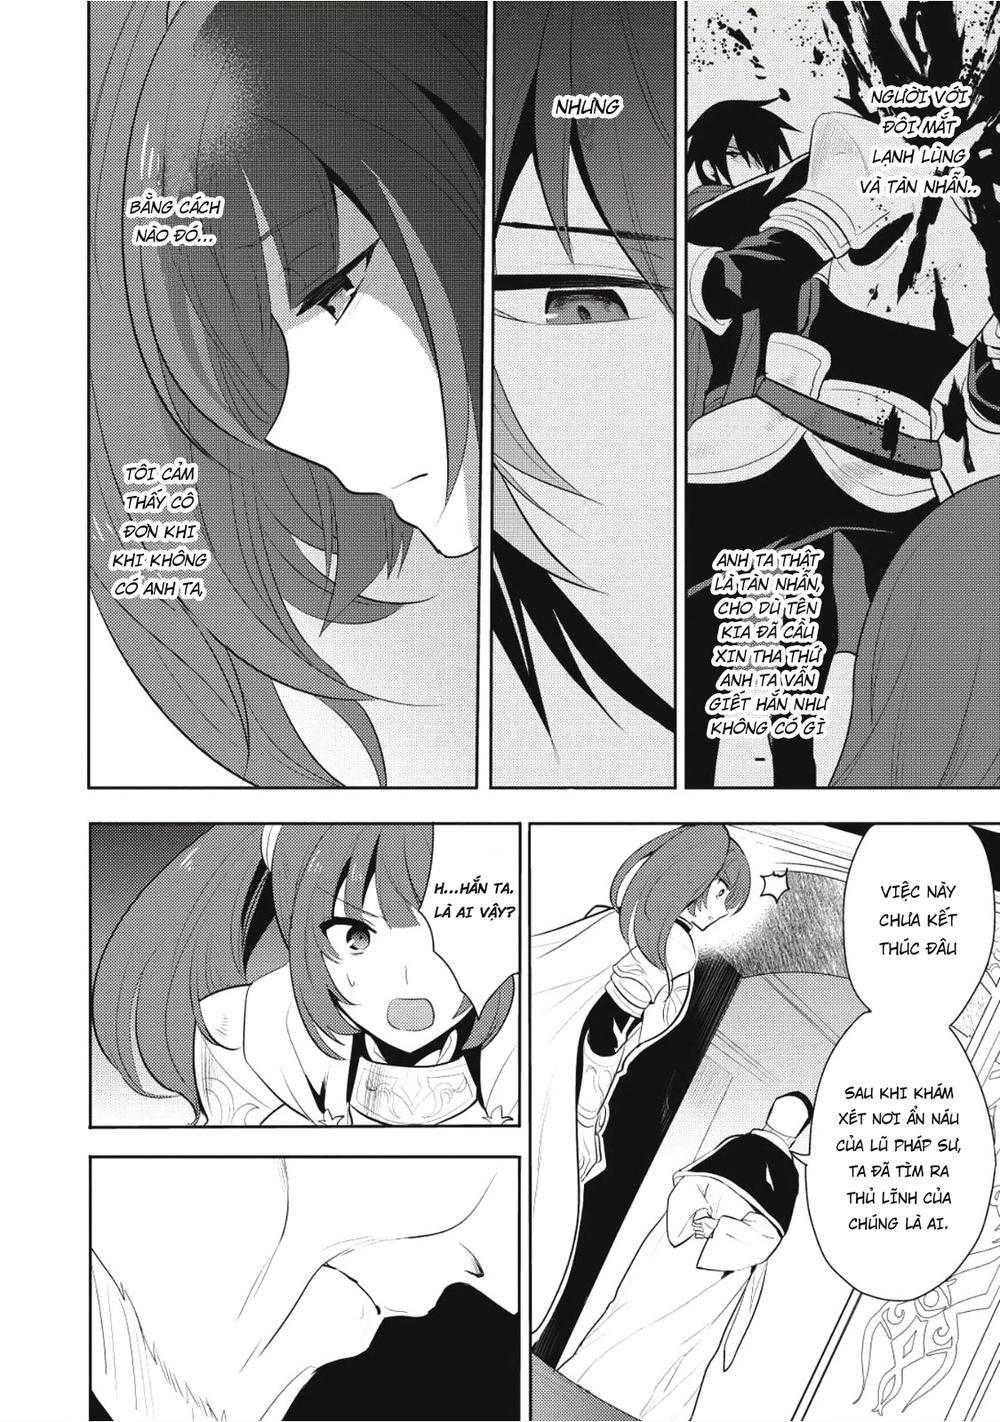 NGƯỜI VỚI
ĐÔI MẮT
LẠNH LÙNG
VÀ TÀN NHẪN..
ANH TA THẬT
LÀ TÀN NHẪN,
CHO DÙ TÊN
KIA ĐÃ CẦU
XIN THA THỨ
ANH TA VẪN
GIẾT HẮN NHƯ
KHÔNG CÓ GÌ
-
NHƯNG
BẰNG CÁCH
NÀO ĐÓ...
TÔI CẢM
THẤY CÔ
ĐƠN KHI
KHI KHÔNG
CÓ ANH TA,
VIỆC NÀY
CHƯA KẾT
THÚC ĐÂU
SAU KHI KHÁM
XÉT NƠI ẨN NÁU
CỦA LŨ PHÁP SƯ,
TA ĐÃ TÌM RA
THỦ LĨNH CỦA
CHÚNG LÀ AI.
H...HẮN TA.
LÀ AI VẬY?